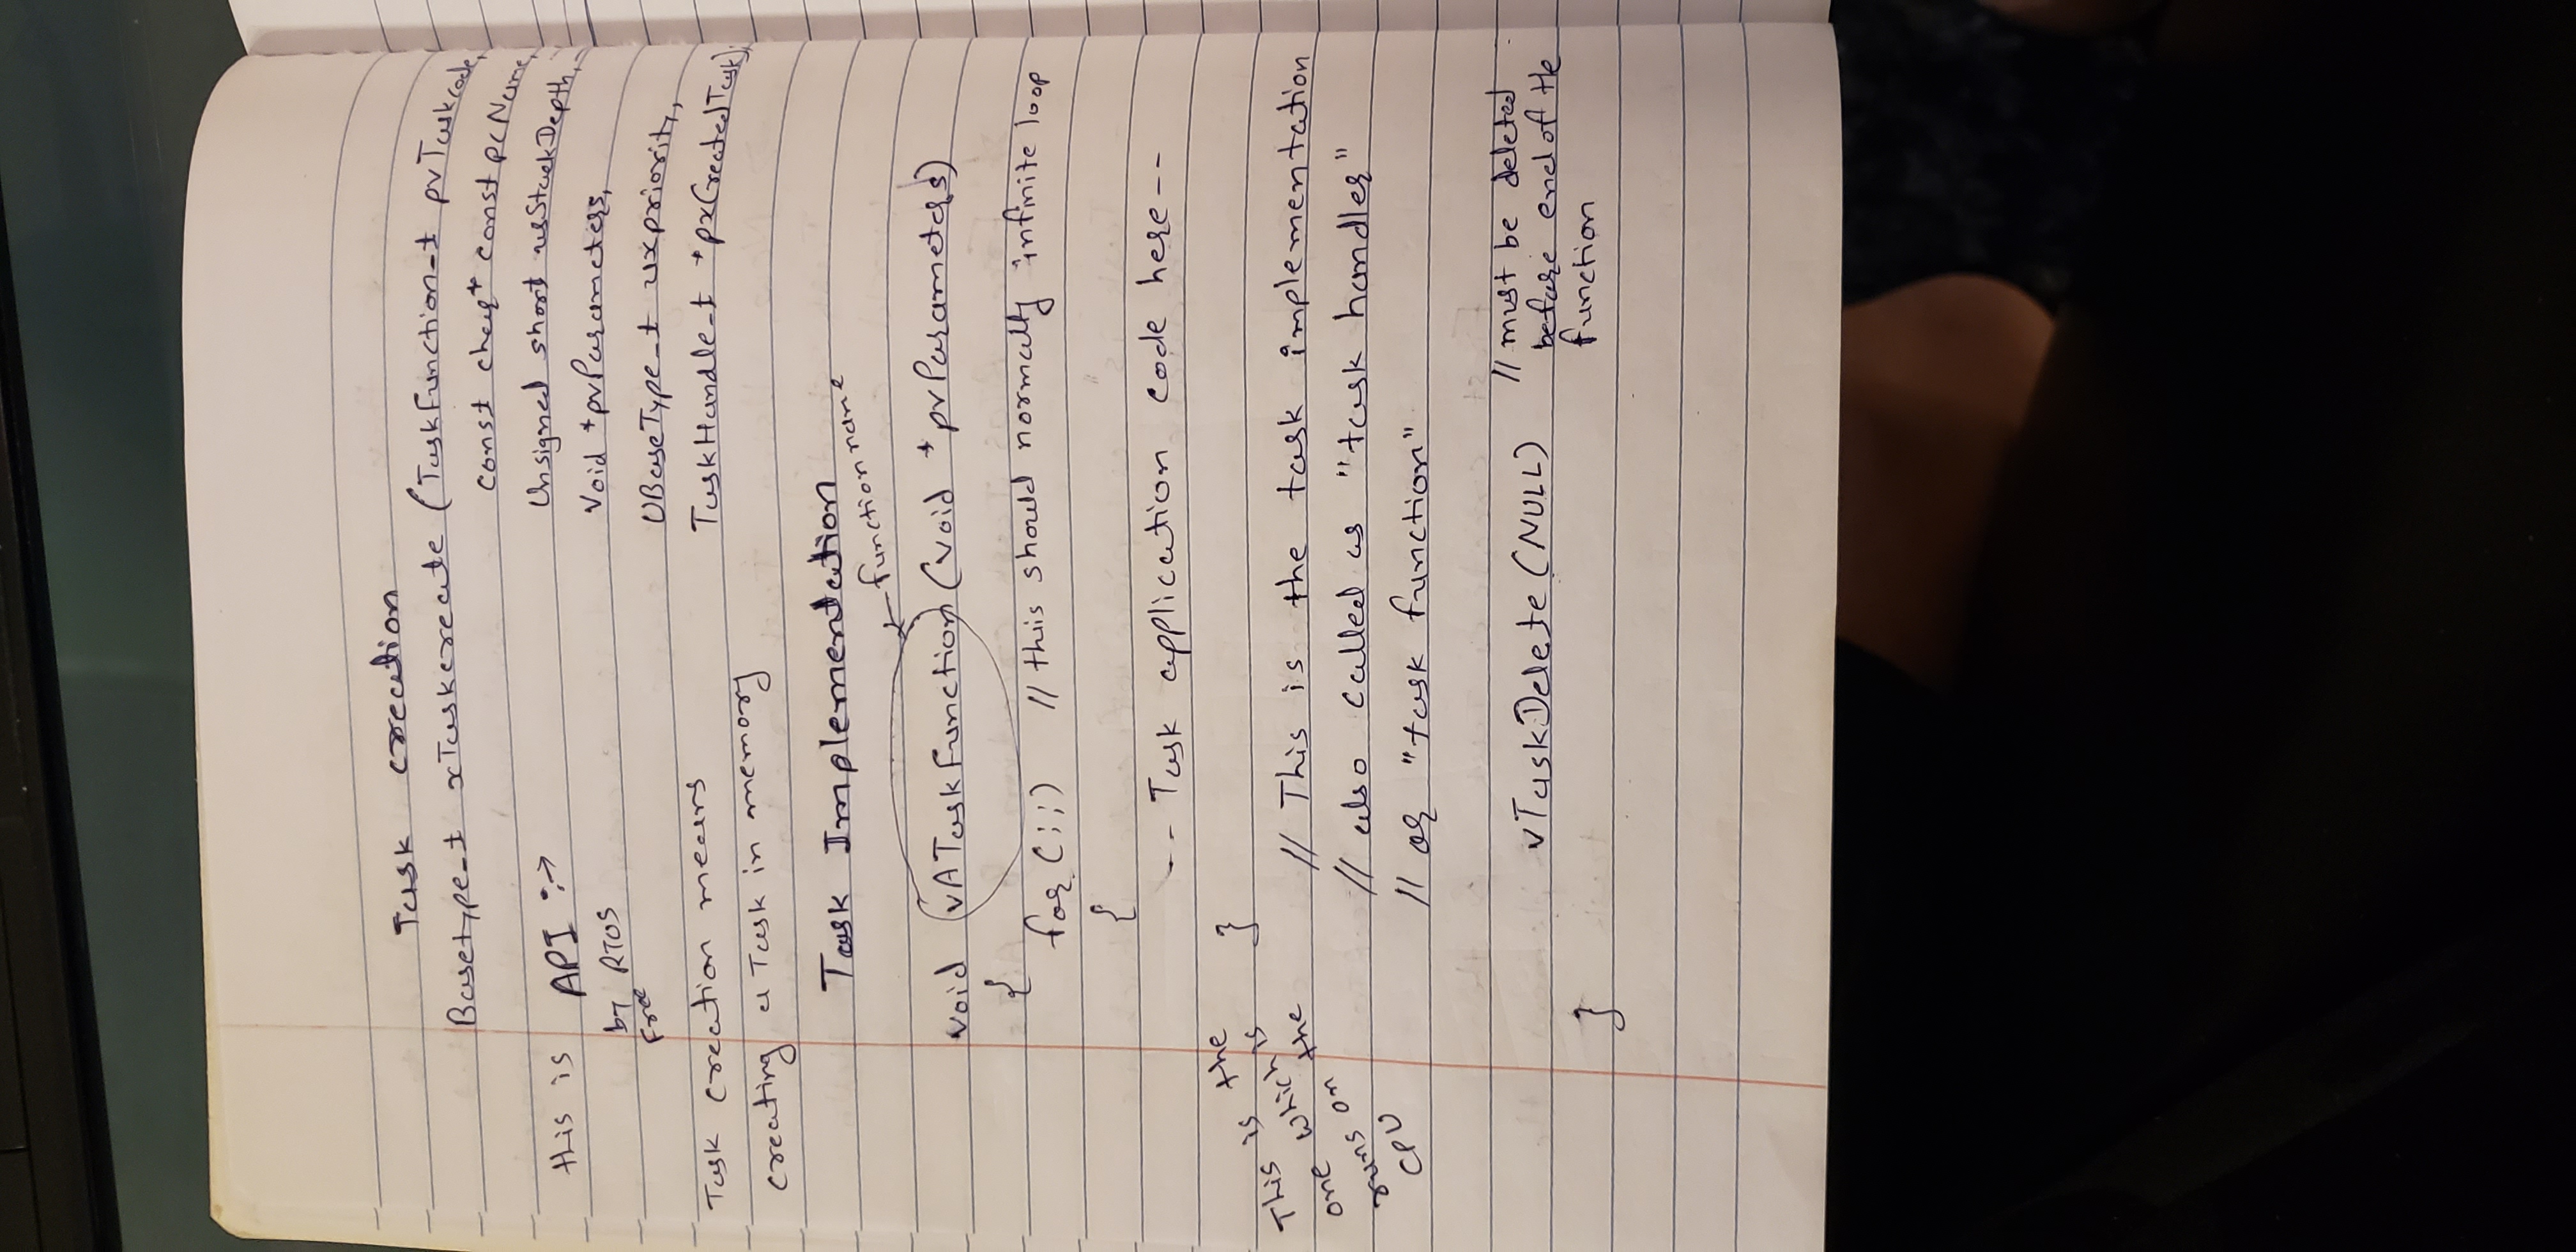 Task creation
Basetype_t xTaskcreate (TaskFunction_t pvTaskcode,
const char* const pcName,
this is API :->
Unsigned short usStackDepth,
by RTOS
Free
Void *pvParameters,
UBaseType_t uxpriority,
Task creation means
TaskHandle_t *pxCreatedTask);
creating a Task in memory
Task Implementation
function name
void vATaskFunction (void *pvParameters)
{
for (;;) // this should normally infinite loop
{
-- Task application code here --
}
This is the
one which is
runs on the
CPU
// This is the task implementation
// also called as "task handler"
// or "task function"
vTaskDelete (NULL) // must be deleted
before end of the
function
}